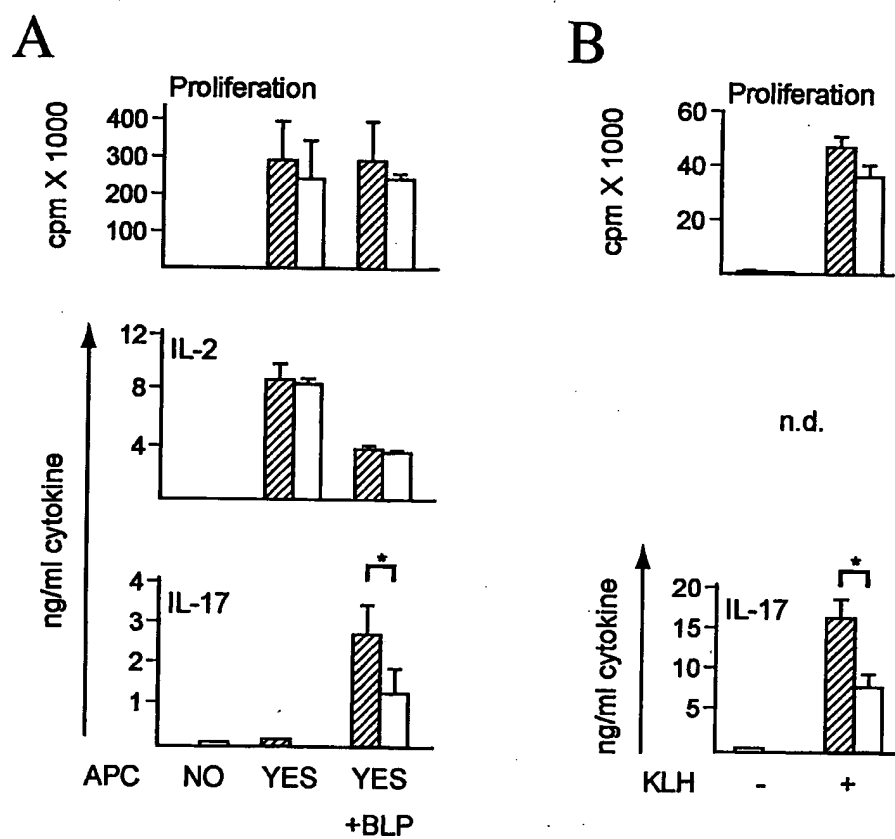 A
Proliferation
cpm X 1000
400
300
200
100
ng/ml cytokine
12
8
4
IL-2
*
4
3
2
1
IL-17
APC NO YES YES
+BLP
B
Proliferation
cpm X 1000
60
40
20
n.d.
*
ng/ml cytokine
20
15
10
5
IL-17
KLH - +